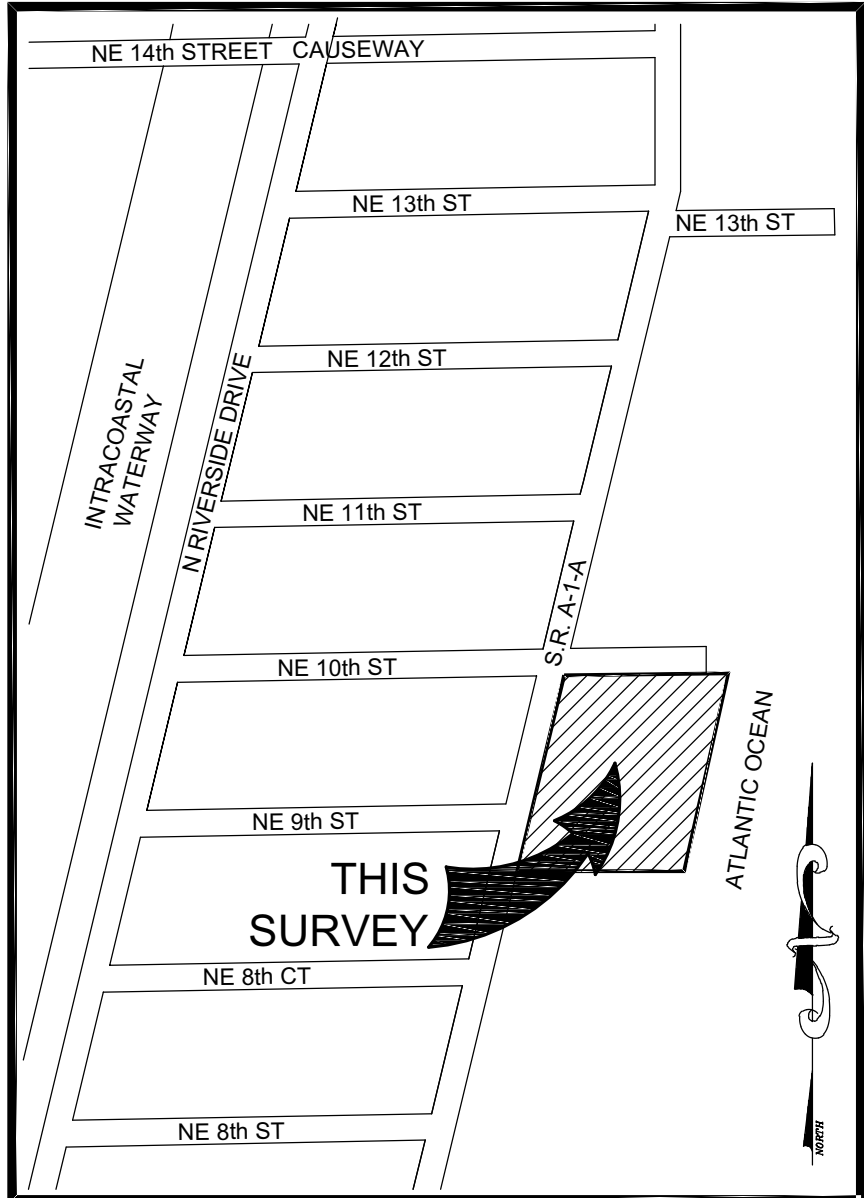 NE 14th STREET CAUSEWAY
NE 13th ST
NE 13th ST
NE 12th ST
INTRACOASTAL
WATERWAY
N RIVERSIDE DRIVE
NE 11th ST
S.R. A-1-A
NE 10th ST
ATLANTIC OCEAN
NE 9th ST
THIS
SURVEY
NE 8th CT
NE 8th ST
NORTH